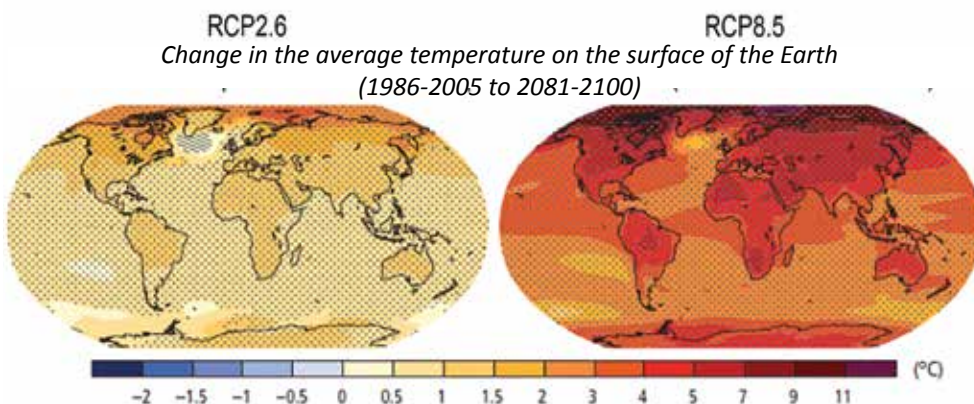 RCP2.6 RCP8.5
Change in the average temperature on the surface of the Earth
(1986-2005 to 2081-2100)
(°C)
−2 −1.5 −1 −0.5 0 0.5 1 1.5 2 3 4 5 7 9 11